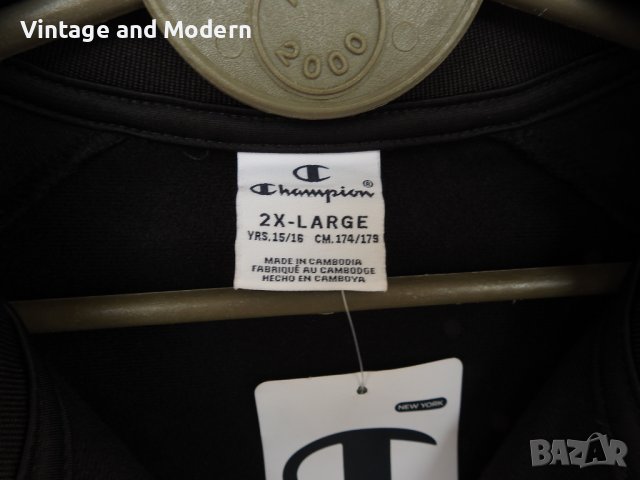 Vintage and Modern
2000
Champion®
2X-LARGE
YRS. 15/16 CM. 174/179
MADE IN CAMBODIA
FABRIQUÉ AU CAMBODGE
HECHO EN CAMBOYA
NEW YORK
BAZAR